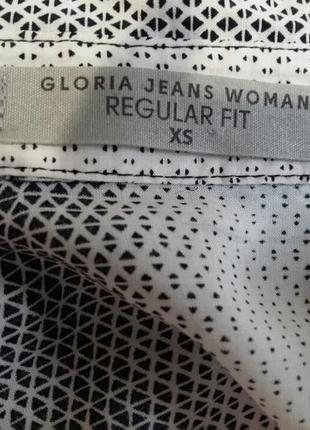 GLORIA JEANS WOMAN
REGULAR FIT
XS